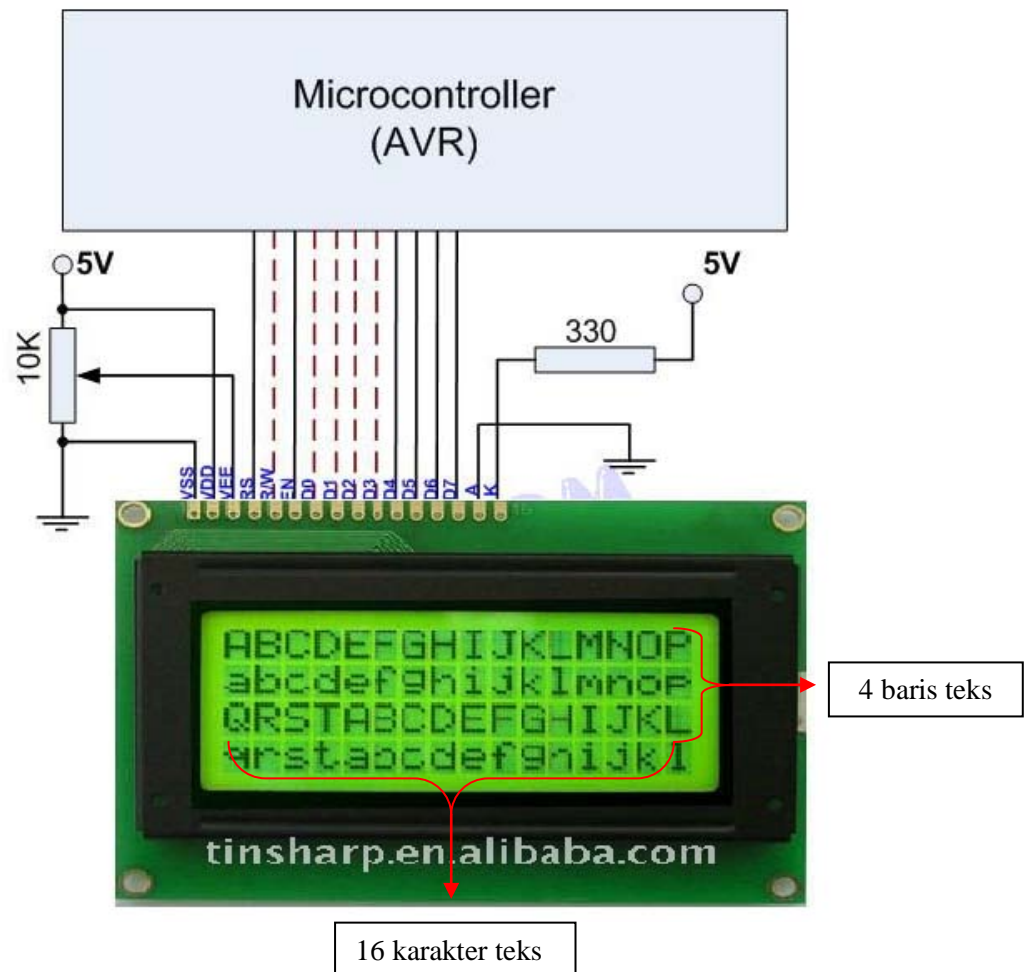 Microcontroller
(AVR)
5V
5V
10K
330
VSS
VDD
VEE
RS
R/W
EN
D0
D1
D2
D3
D4
D5
D6
D7
A
K
ABCDEFGHIJKLMNOP
abcdefghijklmnop
QRSTABCDEFGHIJKL
qrstabcdefghijkl
4 baris teks
tinsharp.en.alibaba.com
16 karakter teks